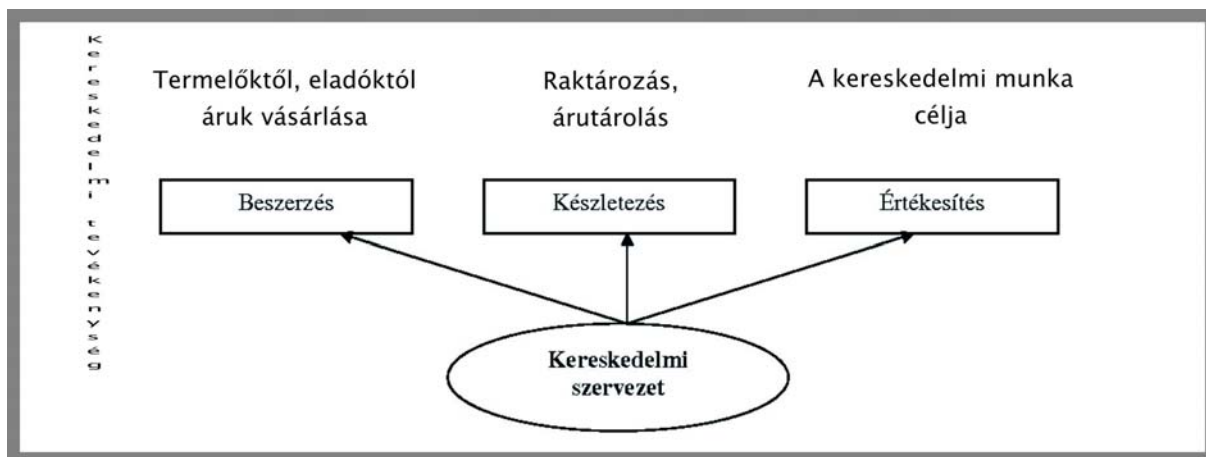 Kereskedelmi tevékenység
Termelőktől, eladóktól
áruk vásárlása
Raktározás,
árutárolás
A kereskedelmi munka
célja
Beszerzés
Készletezés
Értékesítés
Kereskedelmi
szervezet